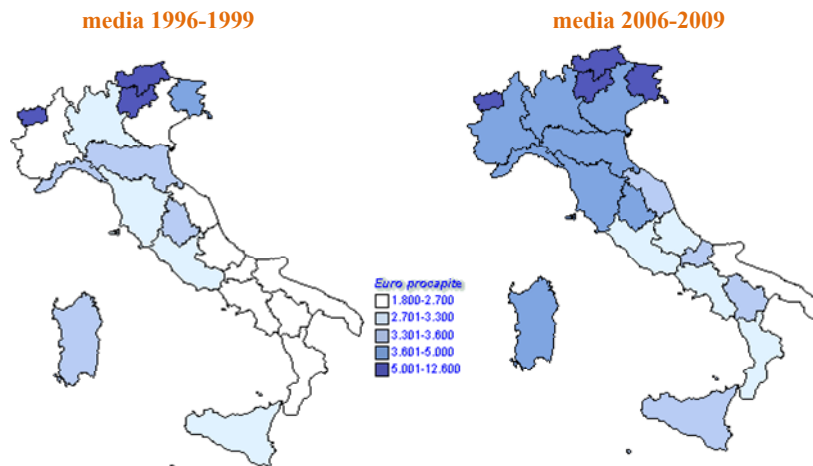 media 1996-1999
media 2006-2009
Euro procapite
1.800-2.700
2.701-3.300
3.301-3.600
3.601-5.000
5.001-12.600